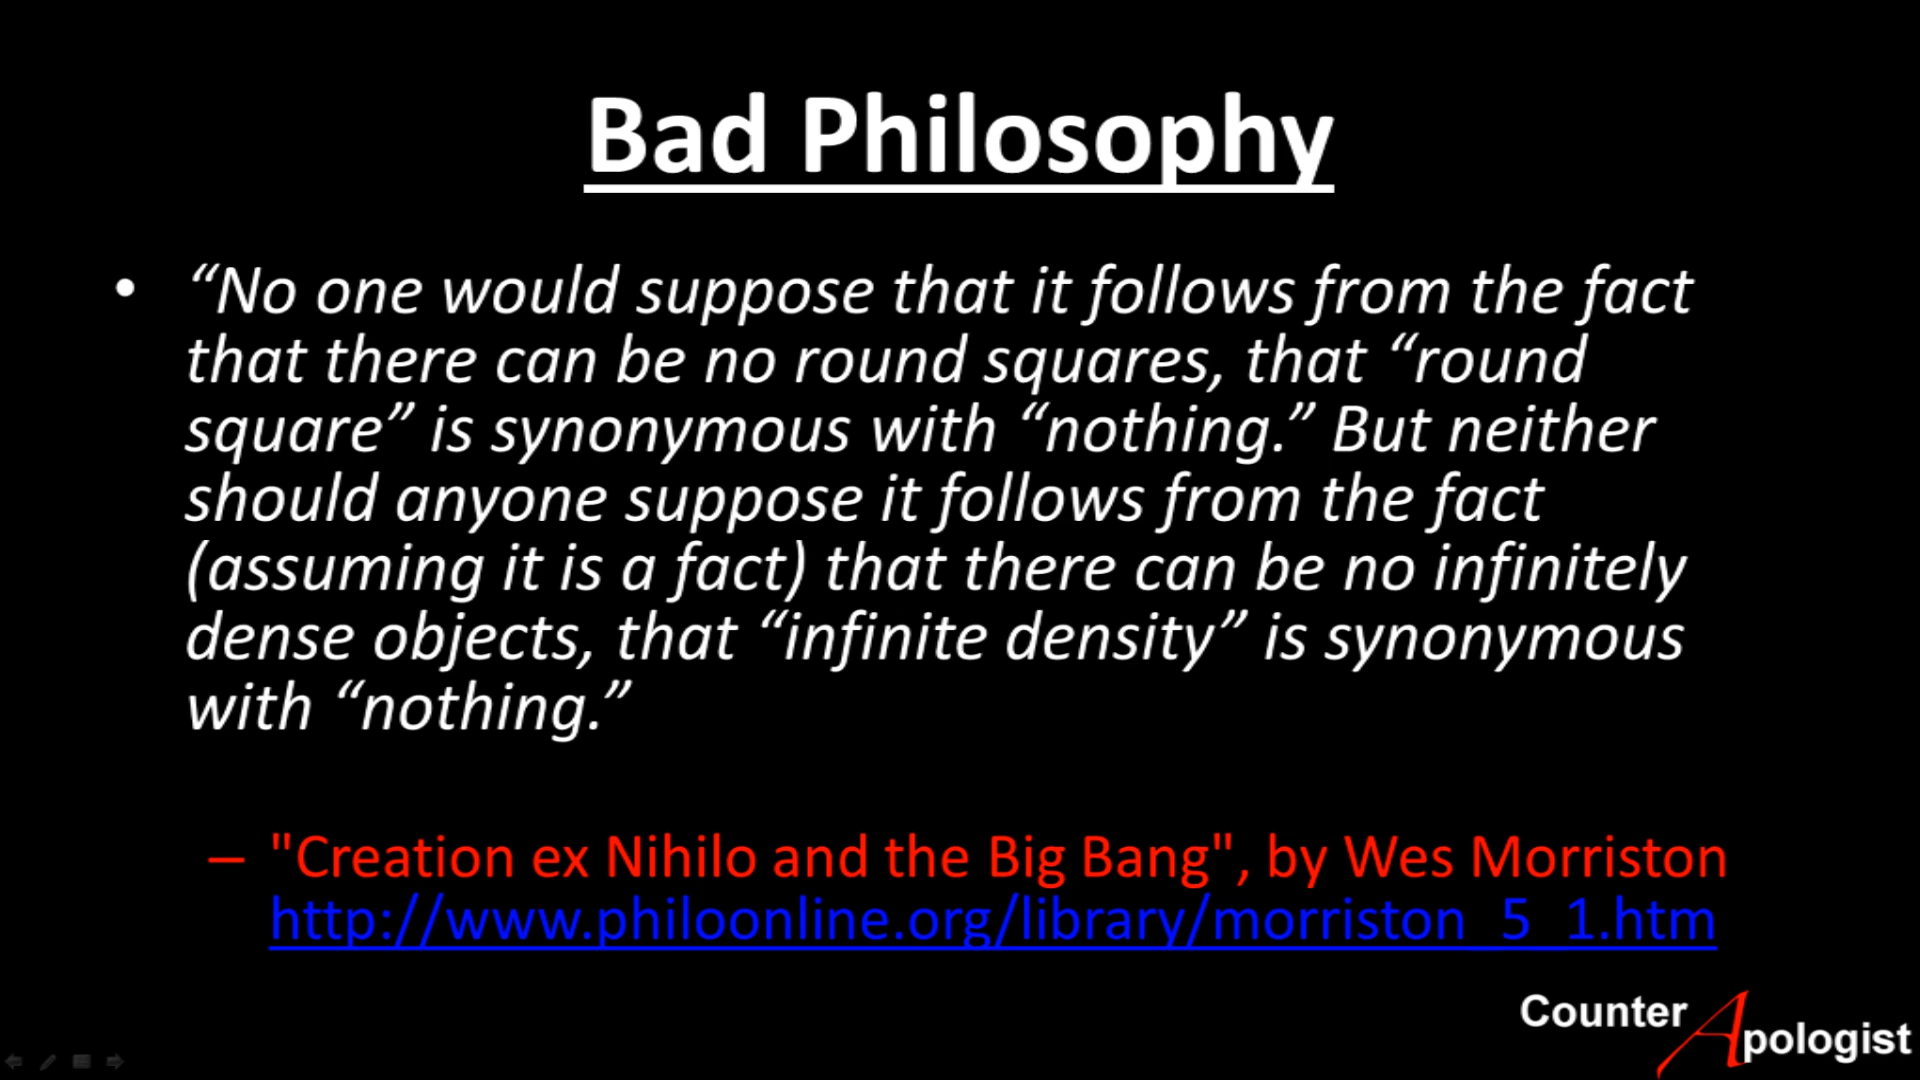 Bad Philosophy
• “No one would suppose that it follows from the fact
that there can be no round squares, that “round
square” is synonymous with “nothing.” But neither
should anyone suppose it follows from the fact
(assuming it is a fact) that there can be no infinitely
dense objects, that “infinite density” is synonymous
with “nothing.”
– "Creation ex Nihilo and the Big Bang", by Wes Morriston
http://www.philoonline.org/library/morriston_5_1.htm
Counter
Apologist